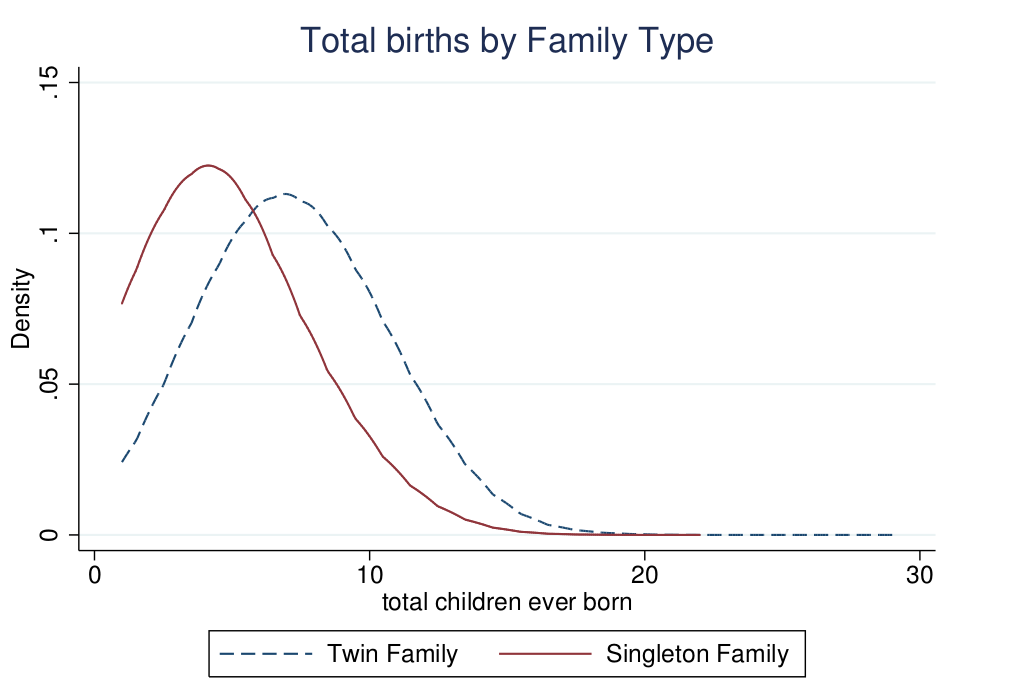 Total births by Family Type
.15
.1
.05
0
Density
0 10 20 30
total children ever born
Twin Family Singleton Family